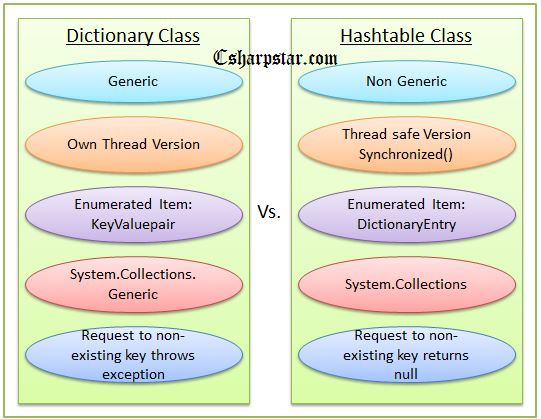 Dictionary Class
Csharpstar.com
Hashtable Class
Generic
Non Generic
Own Thread Version
Thread safe Version
Synchronized()
Enumerated Item:
KeyValuepair
Vs.
Enumerated Item:
DictionaryEntry
System.Collections.
Generic
System.Collections
Request to non-
existing key throws
exception
Request to non-
existing key returns
null